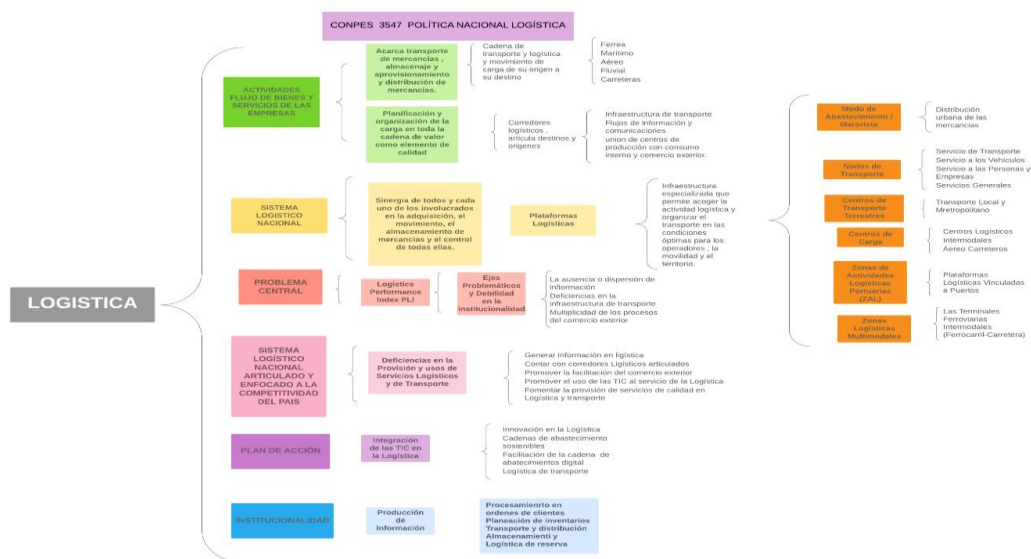 CONPES 3547 POLÍTICA NACIONAL LOGÍSTICA
LOGISTICA
ACTIVIDADES
FLUJO DE BIENES Y
SERVICIOS DE LAS
EMPRESAS
Acarca transporte
de mercancías ,
almacenaje y
aprovisionamiento
y distribución de
mercancías.
Cadena de
transporte y logística
y movimiento de
carga de su origen a
su destino
Ferrea
Marítimo
Aéreo
Fluvial
Carreteras
Planificación y
organización de la
carga en toda la
cadena de valor
como elemento de
calidad
Corredores
logísticos ,
articula destinos y
origenes
Infraestructura de transporte
Flujos de información y
comunicaciones
union de centros de
producción con consumo
interno y comercio exterior.
SISTEMA
LOGISTICO
NACIONAL
Sinergia de todos y cada
uno de los involucrados
en la adquisición, el
movimiento, el
almacenamiento de
mercancías y el control
de todas ellas.
Plataformas
Logísticas
Infraestructura
especializada que
permite acoger la
actividad logística y
organizar el
transporte en las
condiciones
óptimas para los
operadores , la
movilidad y el
territorio.
Modo de
Abastecimiento /
Marorista
Distribución
urbana de las
mercancias
Nodos de
Transporte
Servicio de Transporte
Servicio a los Vehículos
Servicio a las Personas y
Empresas
Servicios Generales
Centros de
Transporte
Terrestres
Transporte Local y
Mretropolitano
Centros de
Carga
Centros Logísticos
Intermodales
Áereo Carreteros
Zonas de
Actividades
Logísticas
Portuarias
(ZAL)
Plataformas
Logísticas Vinculadas
a Puertos
Zonas
Logísticas
Multimodales
Las Terminales
Ferroviarias
Intermodales
(Ferrocarril-Carretera)
PROBLEMA
CENTRAL
Logistics
Performance
Index PLI
Ejes
Problemáticos
y Debilidad
en la
Institucionalidad
La ausencia o dispersión de
infiormación
Deficiencias en la
infraestructura de transporte
Multiplicidad de los procesos
del comercio exterior
SISTEMA
LOGÍSTICO
NACIONAL
ARTICULADO Y
ENFOCADO A LA
COMPETITIVIDAD
DEL PAIS
Deficiencias en la
Provisión y usos de
Servicios Logísticos
y de Transporte
Generar información en ligística
Contar con corredores Lígisticos articulados
Promover la facilitación del comercio exterior
Promover el uso de las TIC al servicio de la Logística
Fomentar la provisión de servicios de calidad en
Logística y transporte
PLAN DE ACCIÓN
Integración
de las TIC en
la Logística
Innovación en la Logística
Cadenas de abastecimiento
sostenibles
Facilitación de la cadena de
abatecimientos digital
Logística de transporte
INSTITUCIONALIDAD
Producción
de
Información
Procesamienrto en
ordenes de clientes
Planeación de inventarios
Transporte y distribución
Almacenamienti y
Logística de reserva